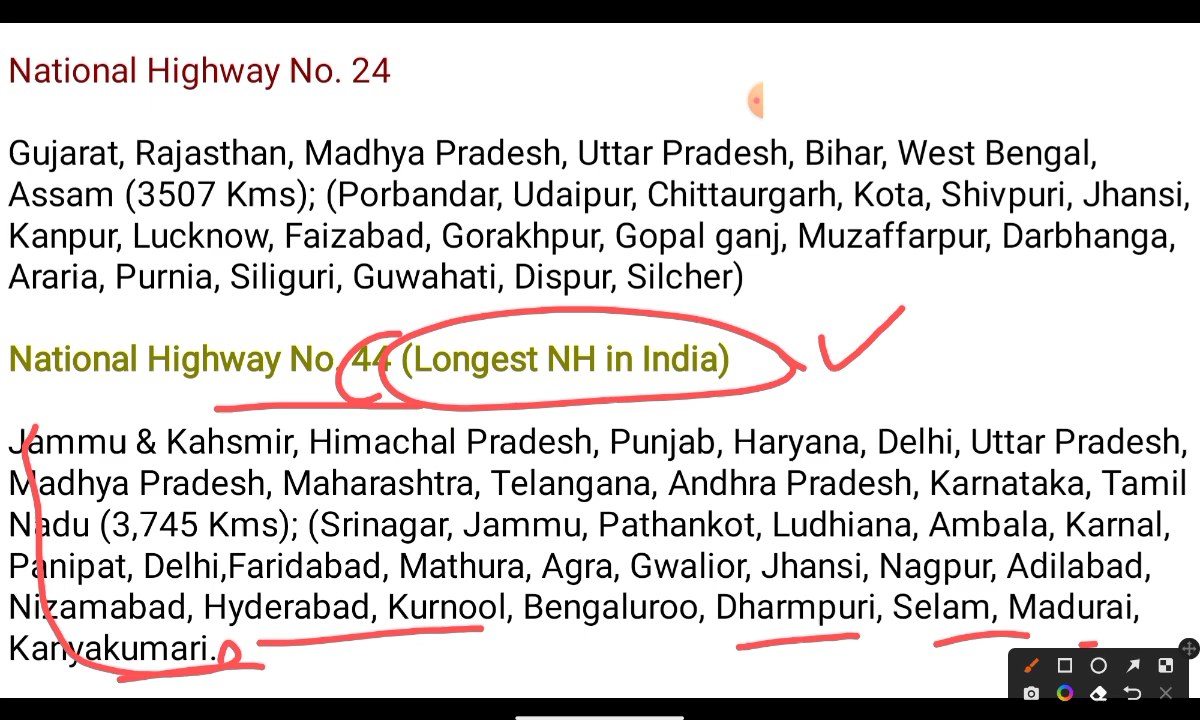 National Highway No. 24
Gujarat, Rajasthan, Madhya Pradesh, Uttar Pradesh, Bihar, West Bengal,
Assam (3507 Kms); (Porbandar, Udaipur, Chittaurgarh, Kota, Shivpuri, Jhansi,
Kanpur, Lucknow, Faizabad, Gorakhpur, Gopal ganj, Muzaffarpur, Darbhanga,
Araria, Purnia, Siliguri, Guwahati, Dispur, Silcher)
National Highway No. 44 (Longest NH in India)
Jammu & Kahsmir, Himachal Pradesh, Punjab, Haryana, Delhi, Uttar Pradesh,
Madhya Pradesh, Maharashtra, Telangana, Andhra Pradesh, Karnataka, Tamil
Nadu (3,745 Kms); (Srinagar, Jammu, Pathankot, Ludhiana, Ambala, Karnal,
Panipat, Delhi,Faridabad, Mathura, Agra, Gwalior, Jhansi, Nagpur, Adilabad,
Nizamabad, Hyderabad, Kurnool, Bengaluroo, Dharmpuri, Selam, Madurai,
Kanyakumari.